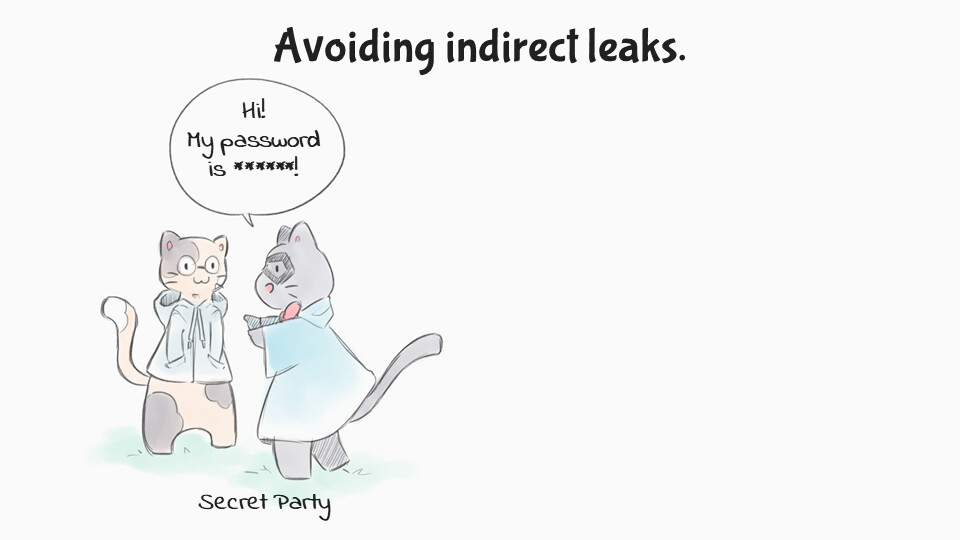 Avoiding indirect leaks.
Hi!
My password
is ******!
Secret Party